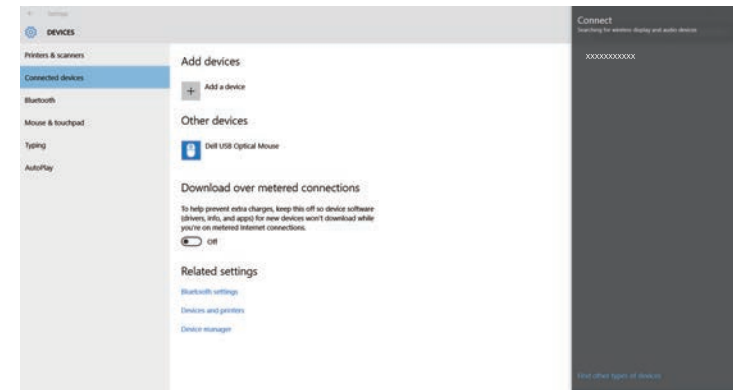 Settings
DEVICES
Printers & scanners
Connected devices
Bluetooth
Mouse & touchpad
Typing
AutoPlay
Add devices
Add a device
Other devices
Dell USB Optical Mouse
Download over metered connections
To help prevent extra charges, keep this off so device software
(drivers, info, and apps) for new devices won't download while
you're on metered Internet connections.
Off
Related settings
Bluetooth settings
Devices and printers
Device manager
Connect
Searching for wireless display and audio devices
xxxxxxxxxxx
Find other types of devices